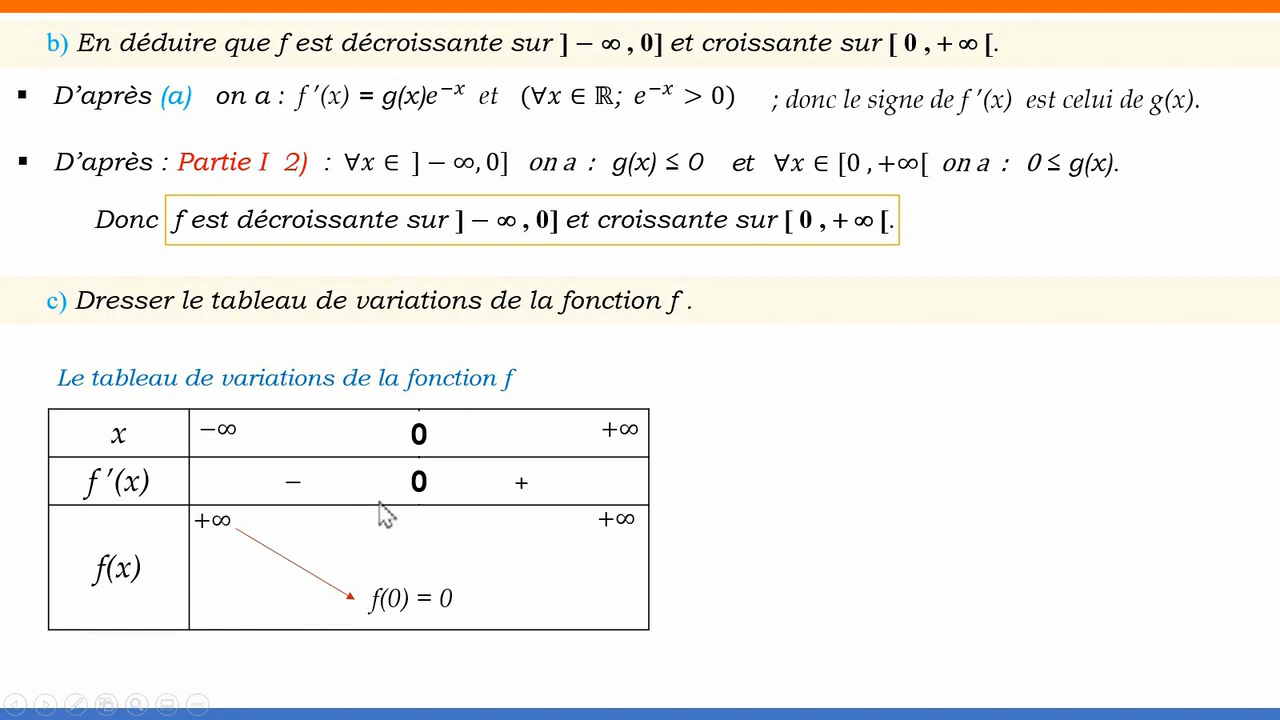 b) En déduire que f est décroissante sur ] − ∞ , 0] et croissante sur [ 0 , + ∞ [.
▪ D'après (a) on a : f ′(x) = g(x)e⁻ˣ et (∀x ∈ ℝ; e⁻ˣ > 0) ; donc le signe de f ′(x) est celui de g(x).
▪ D'après : Partie I 2) : ∀x ∈ ] − ∞, 0] on a : g(x) ≤ 0 et ∀x ∈ [0 , +∞[ on a : 0 ≤ g(x).
Donc f est décroissante sur ] − ∞ , 0] et croissante sur [ 0 , + ∞ [.
c) Dresser le tableau de variations de la fonction f .
Le tableau de variations de la fonction f
x −∞ 0 +∞
f ′(x) − 0 +
+∞ +∞
f(x)
f(0) = 0